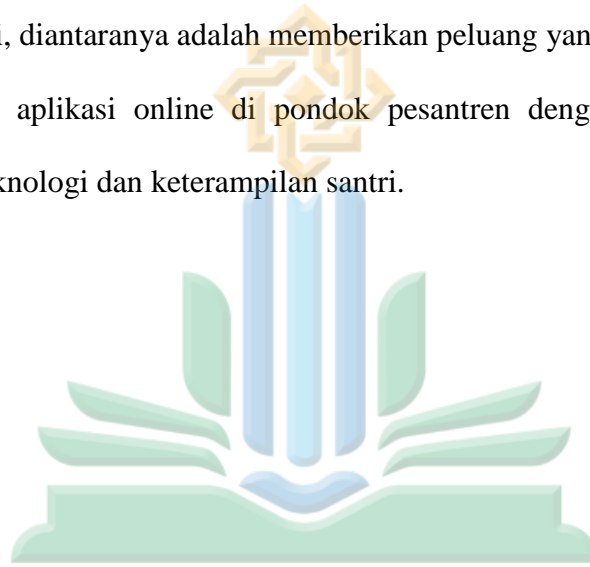 i, diantaranya adalah memberikan peluang yan
aplikasi online di pondok pesantren deng
knologi dan keterampilan santri.